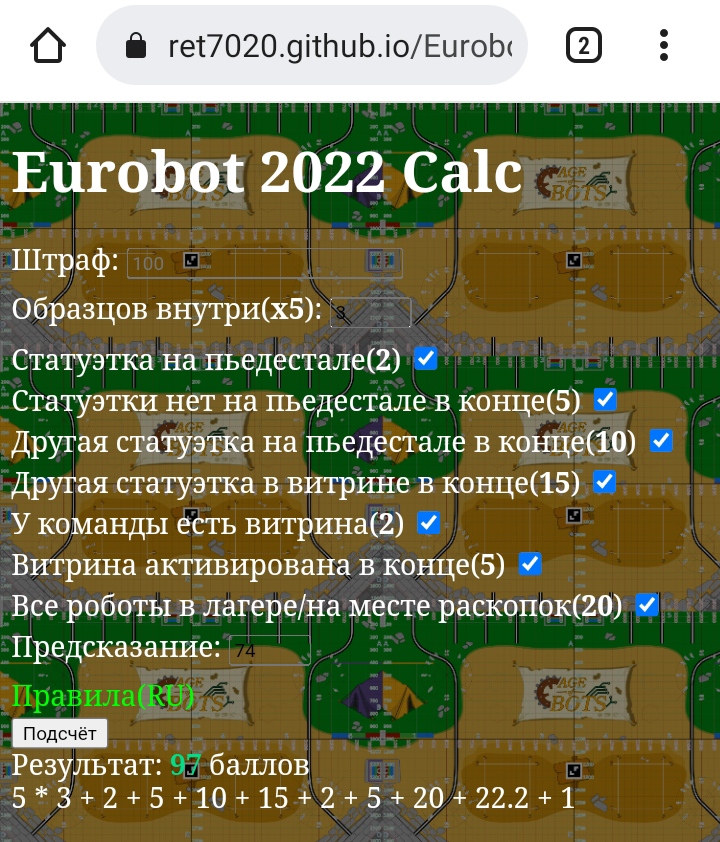 ret7020.github.io/Eurobo
2
Eurobot 2022 Calc
Штраф: 100
Образцов внутри(x5): 3
Статуэтка на пьедестале(2)
Статуэтки нет на пьедестале в конце(5)
Другая статуэтка на пьедестале в конце(10)
Другая статуэтка в витрине в конце(15)
У команды есть витрина(2)
Витрина активирована в конце(5)
Все роботы в лагере/на месте раскопок(20)
Предсказание: 74
Правила(RU)
Подсчёт
Результат: 97 баллов
5 * 3 + 2 + 5 + 10 + 15 + 2 + 5 + 20 + 22.2 + 1